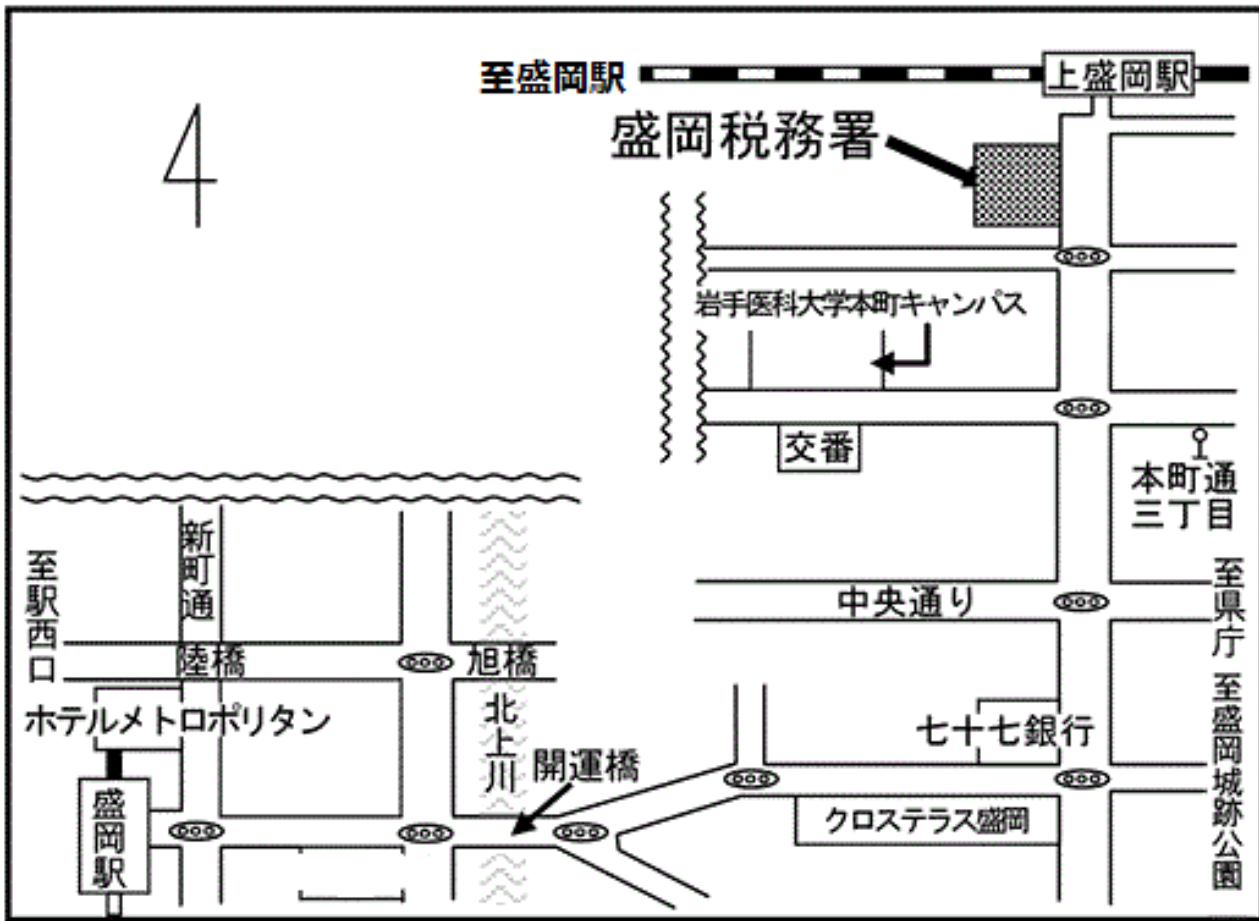 至盛岡駅
上盛岡駅
盛岡税務署
岩手医科大学本町キャンパス
交番
本町通
三丁目
新町通
至駅西口
中央通り
至県庁
陸橋
旭橋
ホテルメトロポリタン
北上川
開運橋
七十七銀行
至盛岡城跡公園
盛岡駅
クロステラス盛岡